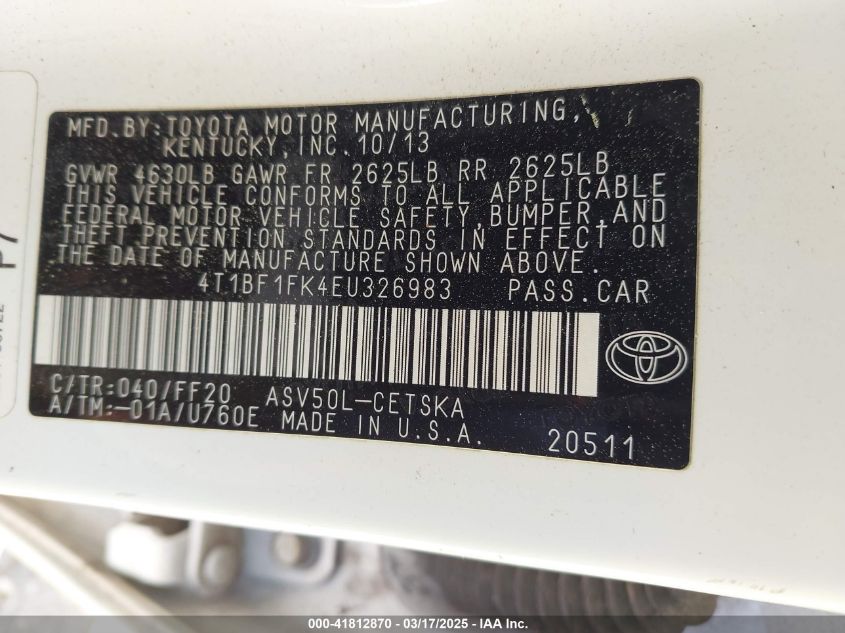 MFD.BY:TOYOTA MOTOR MANUFACTURING,
KENTUCKY,INC.10/13
GVWR 4630LB GAWR FR 2625LB RR 2625LB
THIS VEHICLE CONFORMS TO ALL APPLICABLE
FEDERAL MOTOR VEHICLE SAFETY,BUMPER,AND
THEFT PREVENTION STANDARDS IN EFFECT ON
THE DATE OF MANUFACTURE SHOWN ABOVE.
4T1BF1FK4EU326983 PASS.CAR
C/TR:040/FF20 ASV50L-CETSKA
A/TM:-01A/U760E MADE IN U.S.A.
20511
000-41812870 - 03/17/2025 - IAA Inc.